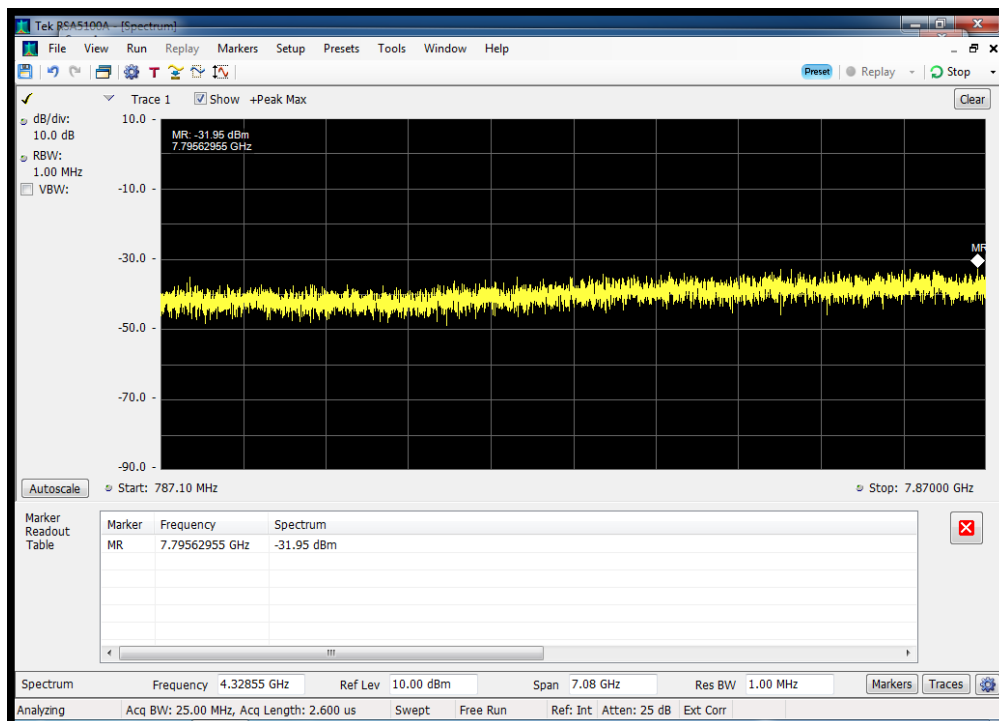 Tek RSA5100A - [Spectrum]
File View Run Replay Markers Setup Presets Tools Window Help
T Preset Replay Stop
Trace 1 Show +Peak Max Clear
dB/div:
10.0 dB
RBW:
1.00 MHz
VBW:
10.0
-10.0
-30.0
-50.0
-70.0
-90.0
MR: -31.95 dBm
7.79562955 GHz
MR
Autoscale Start: 787.10 MHz Stop: 7.87000 GHz
Marker
Readout
Table
Marker Frequency Spectrum
MR 7.79562955 GHz -31.95 dBm
Spectrum Frequency 4.32855 GHz Ref Lev 10.00 dBm Span 7.08 GHz Res BW 1.00 MHz Markers Traces
Analyzing Acq BW: 25.00 MHz, Acq Length: 2.600 us Swept Free Run Ref: Int Atten: 25 dB Ext Corr